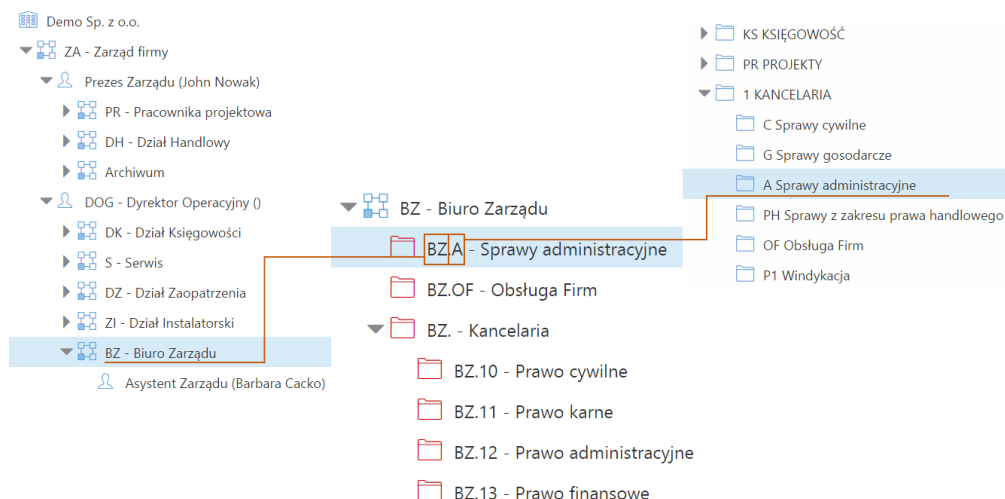 Demo Sp. z o.o.
ZA - Zarząd firmy
Prezes Zarządu (John Nowak)
PR - Pracownika projektowa
DH - Dział Handlowy
Archiwum
DOG - Dyrektor Operacyjny ()
DK - Dział Księgowości
S - Serwis
DZ - Dział Zaopatrzenia
ZI - Dział Instalatorski
BZ - Biuro Zarządu
Asystent Zarządu (Barbara Cacko)
BZ - Biuro Zarządu
BZ.A - Sprawy administracyjne
BZ.OF - Obsługa Firm
BZ. - Kancelaria
BZ.10 - Prawo cywilne
BZ.11 - Prawo karne
BZ.12 - Prawo administracyjne
BZ.13 - Prawo finansowe
KS KSIĘGOWOŚĆ
PR PROJEKTY
1 KANCELARIA
C Sprawy cywilne
G Sprawy gosodarcze
A Sprawy administracyjne
PH Sprawy z zakresu prawa handlowego
OF Obsługa Firm
P1 Windykacja